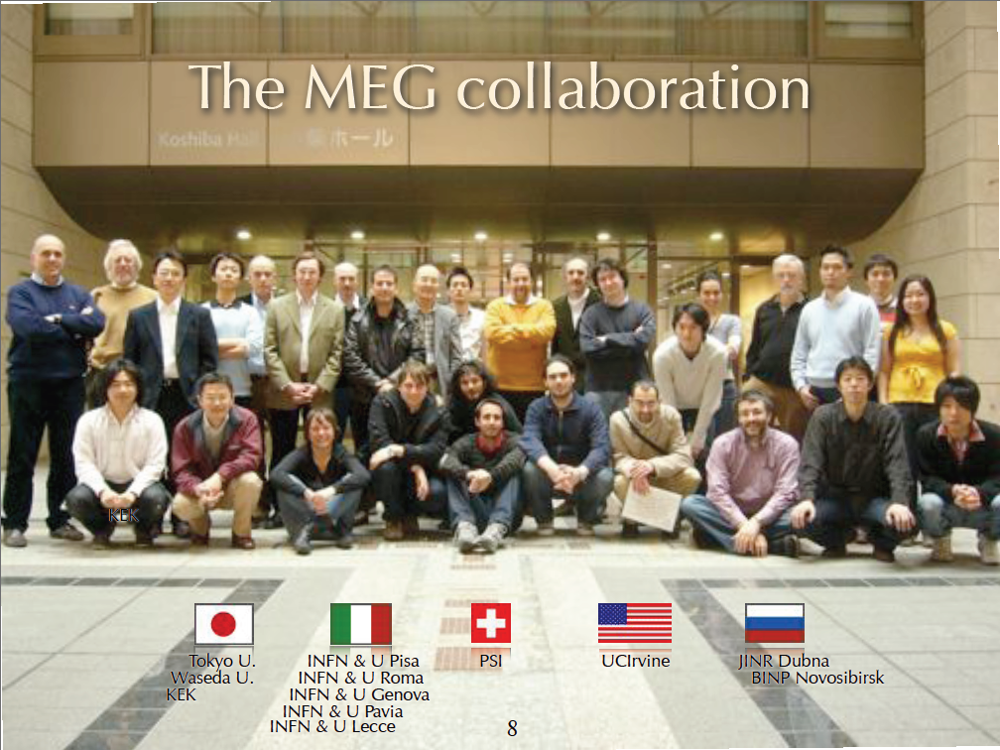 The MEG collaboration
Koshiba Hall ホール
KEK
Tokyo U.
Waseda U.
KEK
INFN & U Pisa
INFN & U Roma
INFN & U Genova
INFN & U Pavia
INFN & U Lecce
PSI
UCIrvine
JINR Dubna
BINP Novosibirsk
8